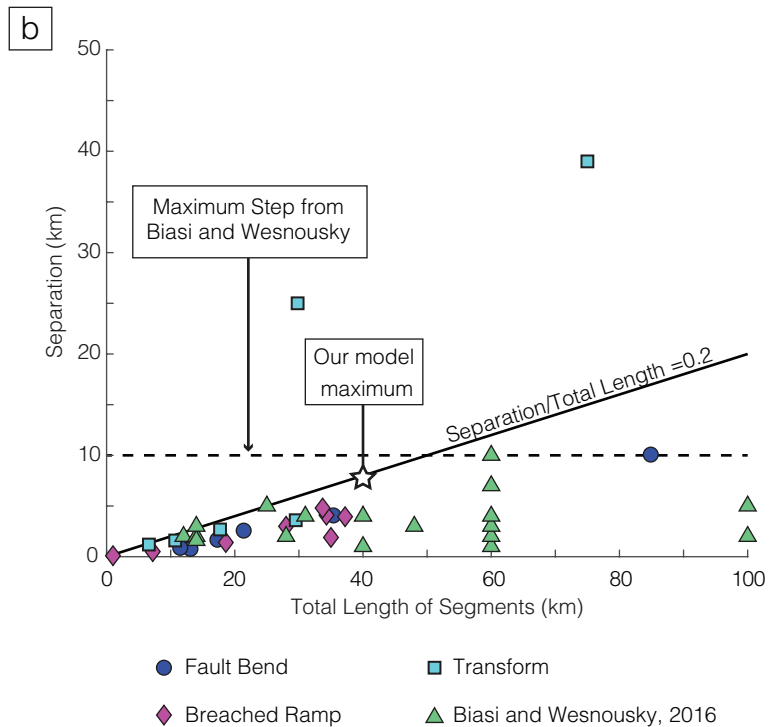 b
50
40
30
20
10
0
Separation (km)
Maximum Step from
Biasi and Wesnousky
Our model
maximum
Separation/Total Length =0.2
0
20
40
60
80
100
Total Length of Segments (km)
Fault Bend
Transform
Breached Ramp
Biasi and Wesnousky, 2016